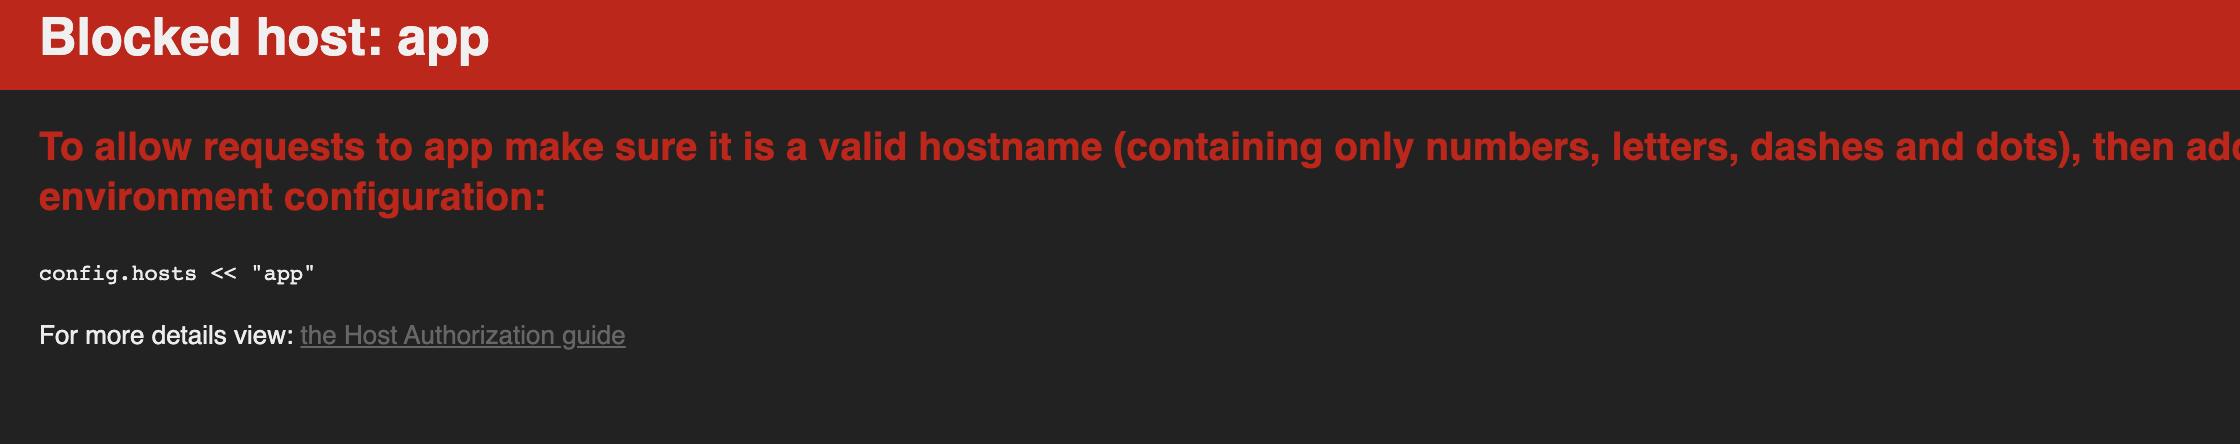 Blocked host: app
To allow requests to app make sure it is a valid hostname (containing only numbers, letters, dashes and dots), then
environment configuration:
config.hosts << "app"
For more details view: the Host Authorization guide